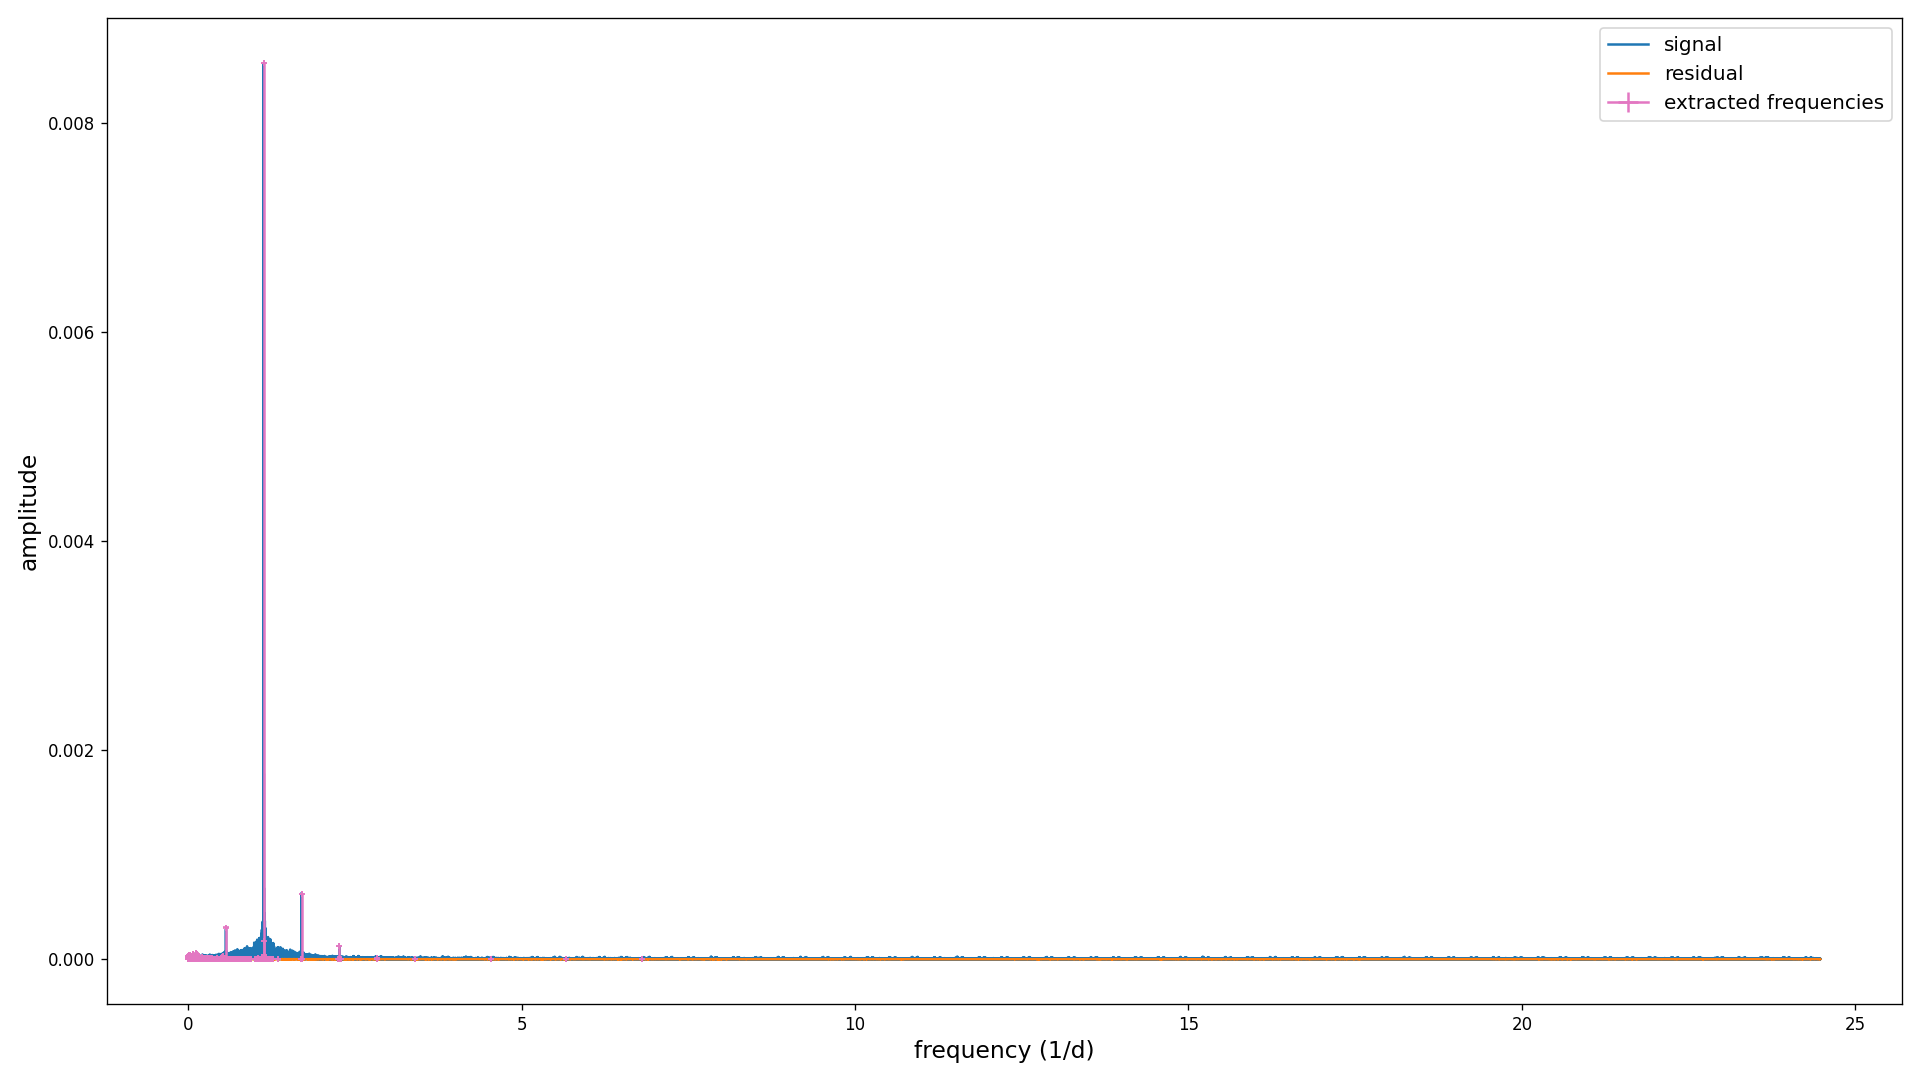 signal
residual
extracted frequencies
0.008
0.006
0.004
0.002
0.000
amplitude
0 5 10 15 20 25
frequency (1/d)